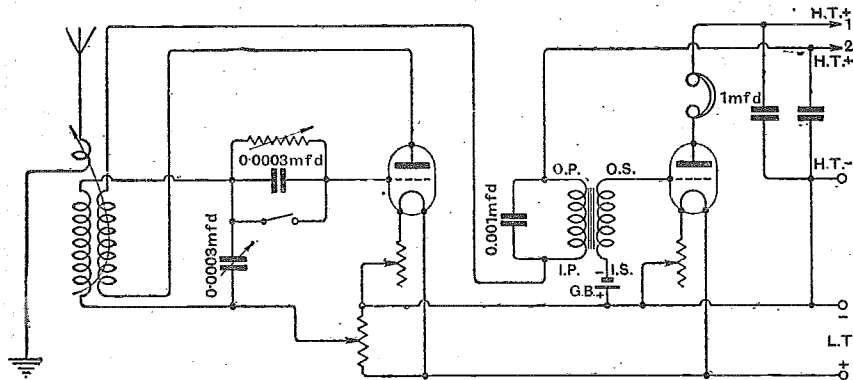 H.T.+
1
2
H.T.+
1mfd
0·0003mfd
O.P.
O.S.
H.T.-
0.001mfd
0·0003mfd
I.P.
- I.S.
G.B. +
-
L.T
+